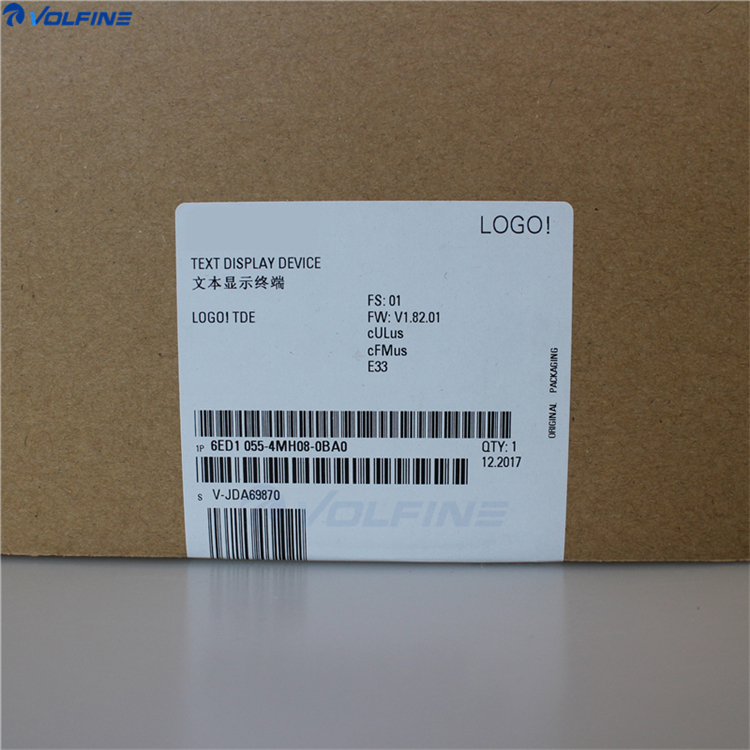 VOLFINE
LOGO!
TEXT DISPLAY DEVICE
文本显示终端
LOGO! TDE
FS: 01
FW: V1.82.01
cULus
cFMus
E33
ORIGINAL PACKAGING
1P 6ED1 055-4MH08-0BA0
QTY: 1
12.2017
S V-JDA69870
VOLFINE